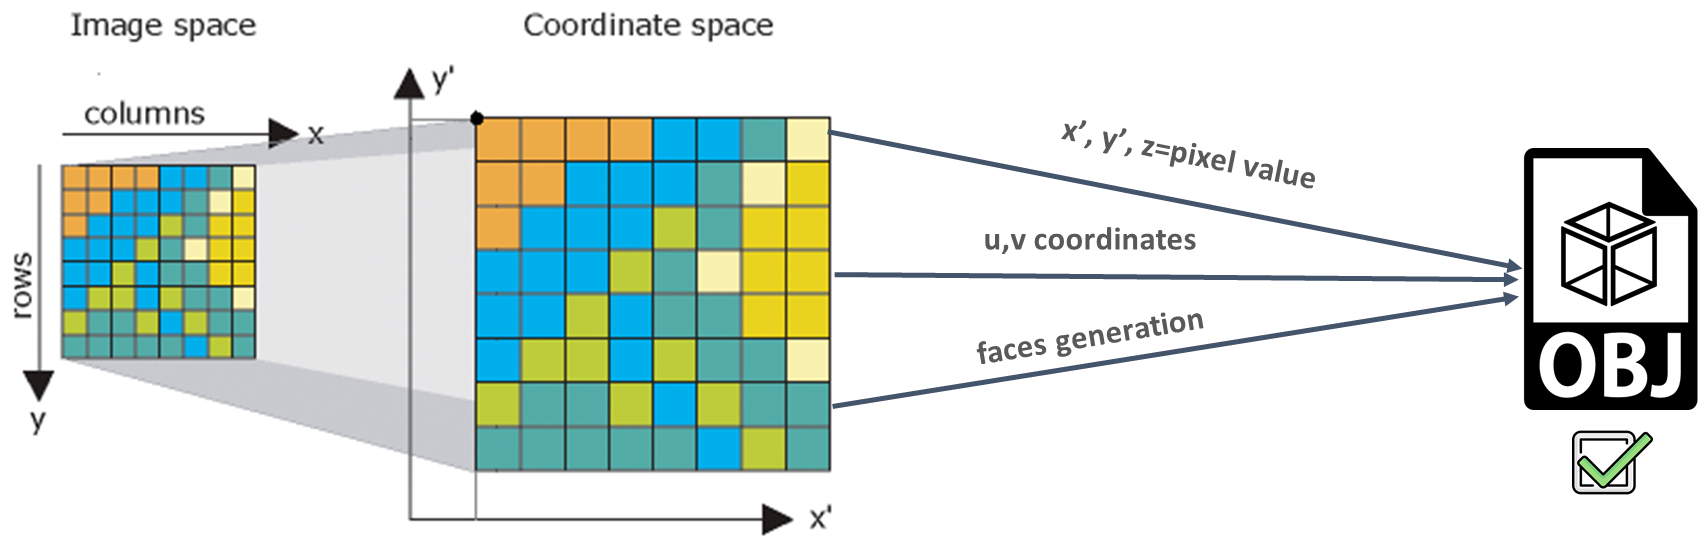 Image space
Coordinate space
columns
x
rows
y
y'
x'
x’, y’, z=pixel value
u,v coordinates
faces generation
OBJ